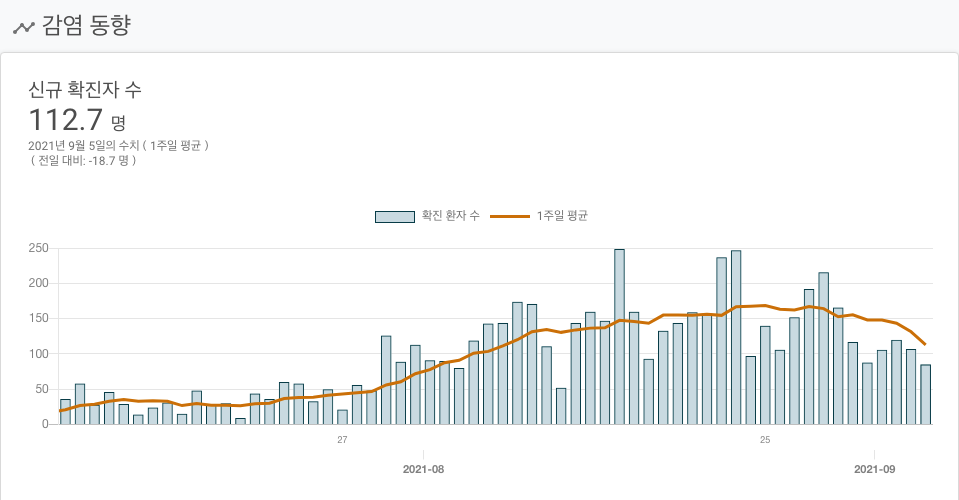 감염 동향
신규 확진자 수
112.7 명
2021년 9월 5일의 수치 ( 1주일 평균 )
( 전일 대비: -18.7 명 )
확진 환자 수 1주일 평균
250
200
150
100
50
0
27 25
2021-08 2021-09